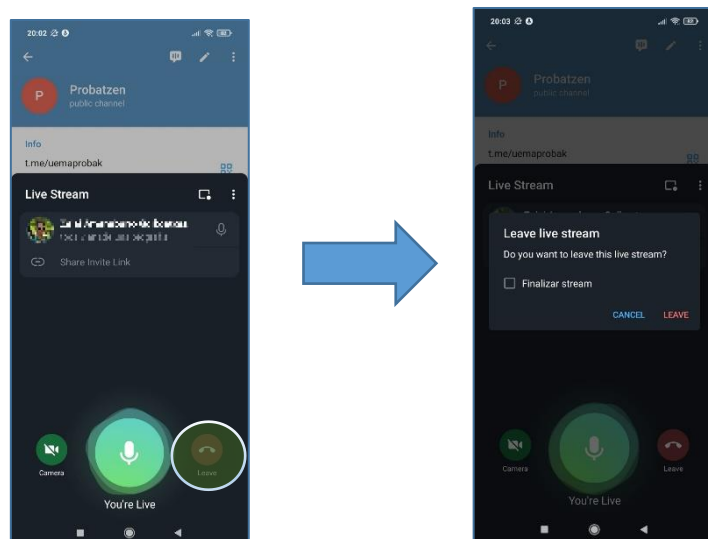 20:02
P
Probatzen
public channel
Info
t.me/uemaprobak
Live Stream
Share Invite Link
Camera
Leave
You're Live
20:03
P
Probatzen
public channel
Info
t.me/uemaprobak
Live Stream
Leave live stream
Do you want to leave this live stream?
Finalizar stream
CANCEL LEAVE
Camera
Leave
You're Live